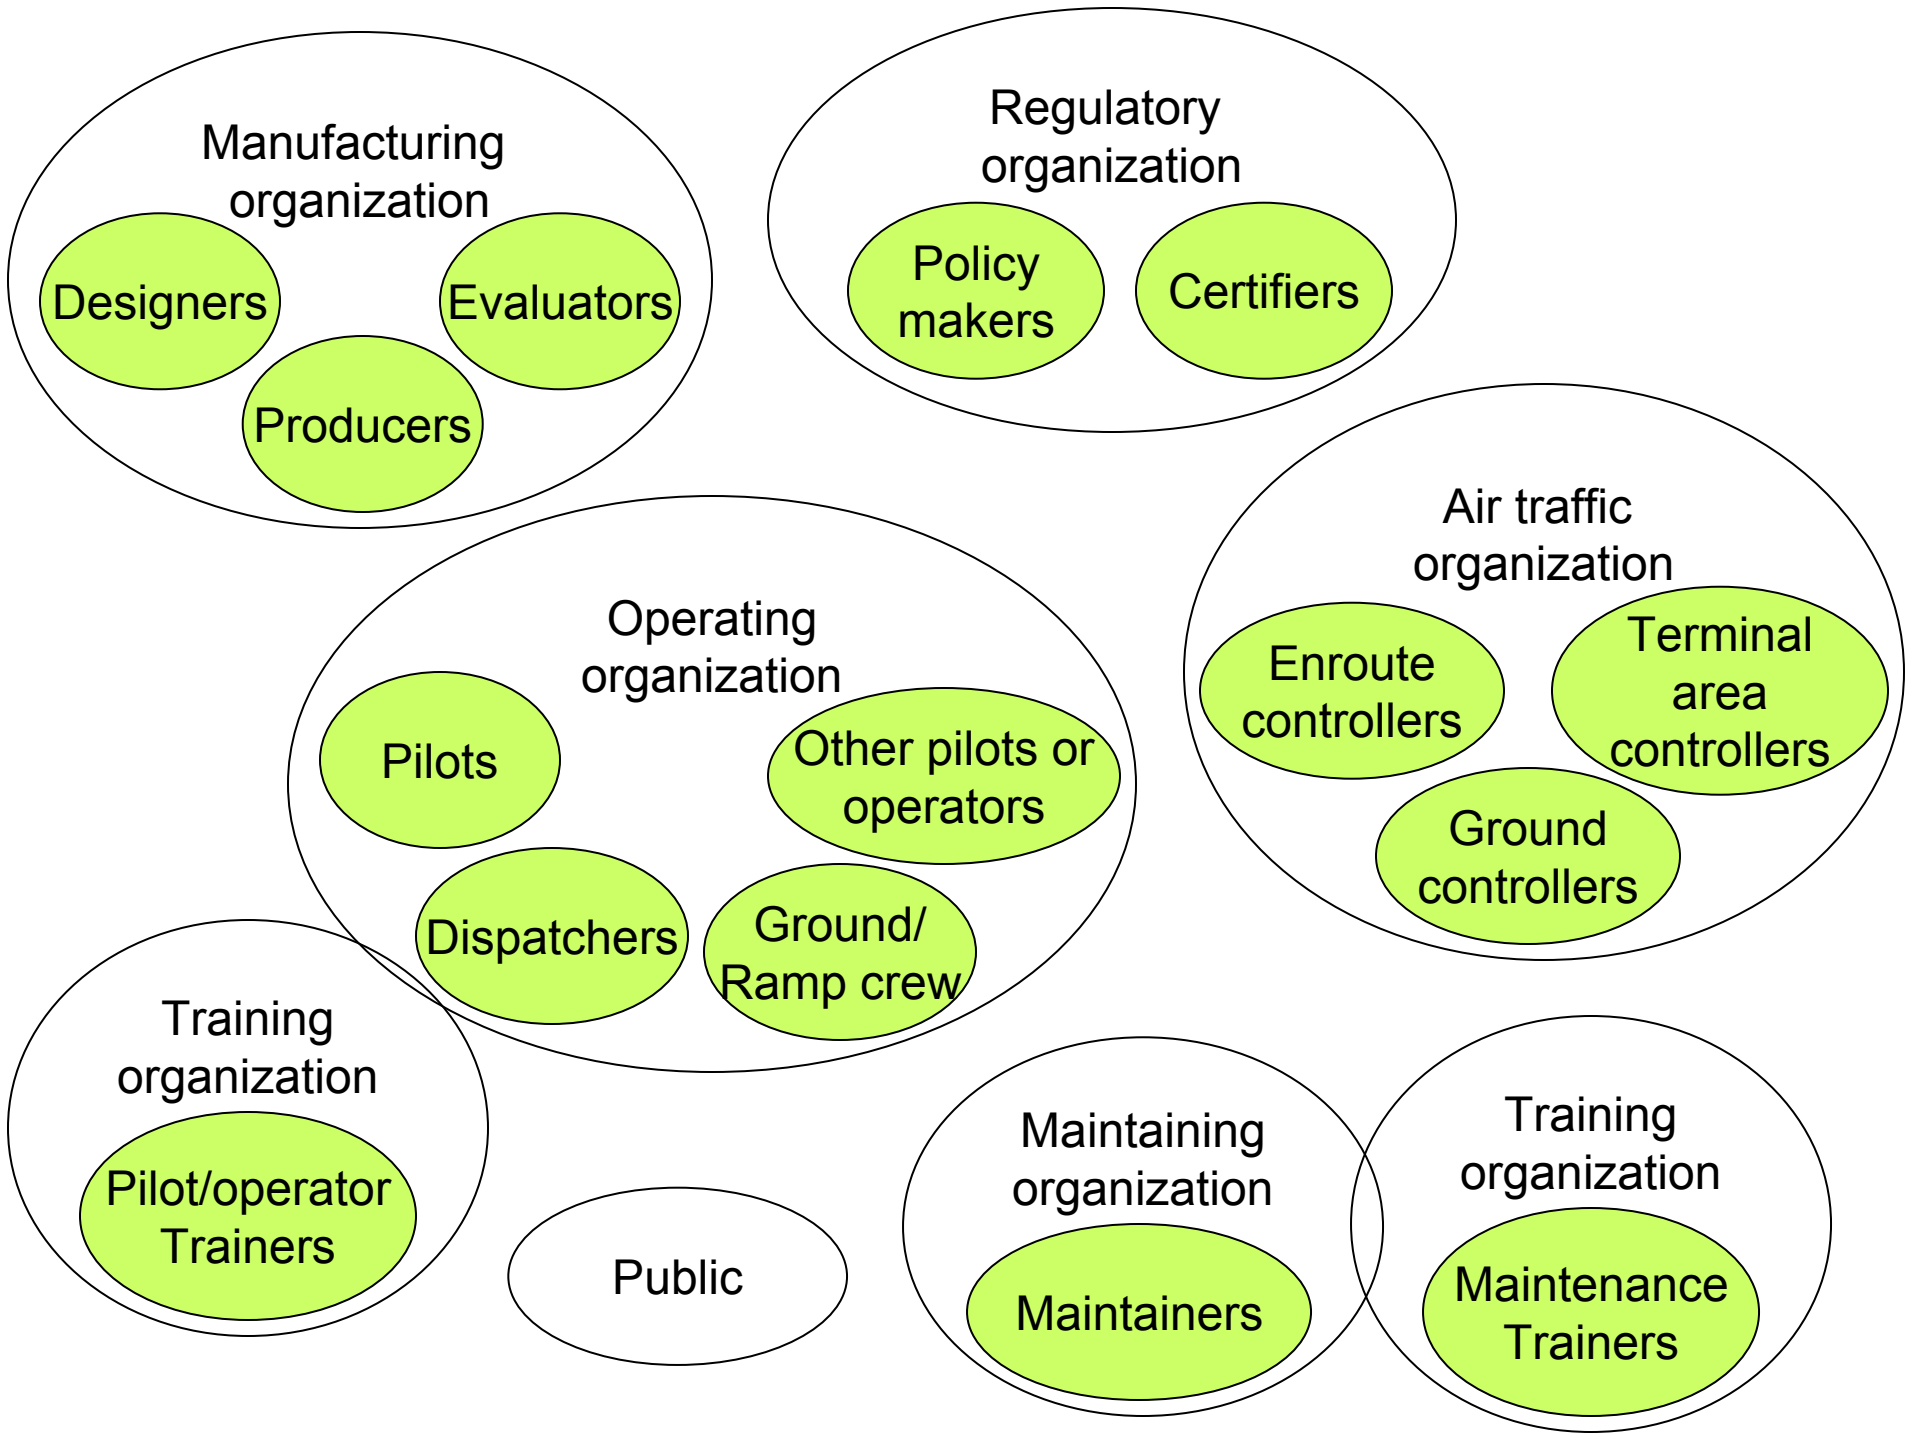 Manufacturing
organization
Designers
Evaluators
Producers
Regulatory
organization
Policy
makers
Certifiers
Air traffic
organization
Enroute
controllers
Terminal
area
controllers
Ground
controllers
Operating
organization
Pilots
Other pilots or
operators
Dispatchers
Ground/
Ramp crew
Training
organization
Pilot/operator
Trainers
Public
Maintaining
organization
Maintainers
Training
organization
Maintenance
Trainers